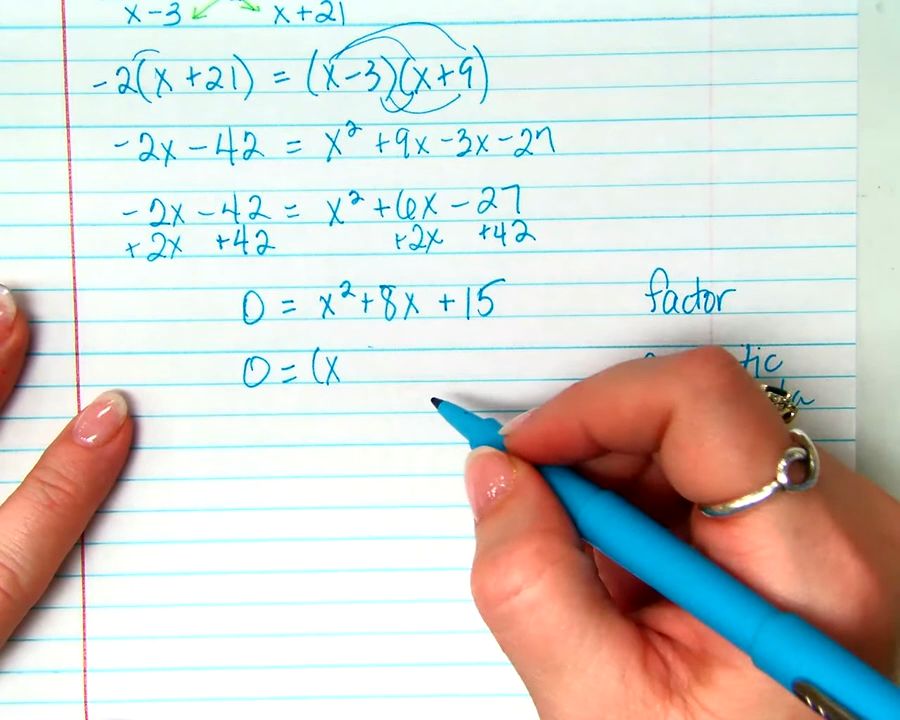 x-3 x+21
-2(x+21) = (x-3)(x+9)
-2x-42 = x²+9x-3x-27
-2x-42 = x²+6x-27
+2x +42 +2x +42
0 = x²+8x+15 factor
0 = (x